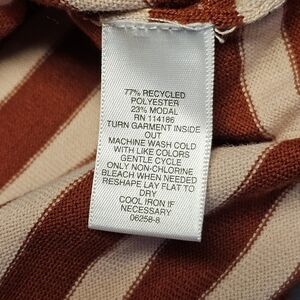 77% RECYCLED
POLYESTER
23% MODAL
RN 114186
TURN GARMENT INSIDE
OUT
MACHINE WASH COLD
WITH LIKE COLORS
GENTLE CYCLE
ONLY NON-CHLORINE
BLEACH WHEN NEEDED
RESHAPE LAY FLAT TO
DRY
COOL IRON IF
NECESSARY
06258-8